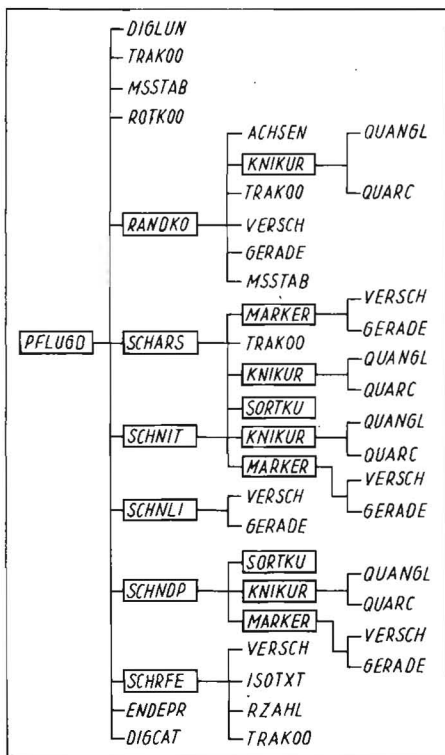 DIGLUN
TRAKOO
MSSTAB
ROTKOO
ACHSEN
QUANGL
KNIKUR
TRAKOO
QUARC
RANDKO
VERSCH
GERADE
MSSTAB
MARKER
VERSCH
GERADE
PFLUGD
SCHARS
TRAKOO
KNIKUR
QUANGL
QUARC
SORTKU
SCHNIT
KNIKUR
QUANGL
QUARC
MARKER
VERSCH
GERADE
SCHNLI
VERSCH
GERADE
SORTKU
SCHNDP
KNIKUR
QUANGL
QUARC
MARKER
VERSCH
GERADE
VERSCH
SCHRFE
ISOTXT
ENDEPR
RZAHL
DIGCAT
TRAKOO